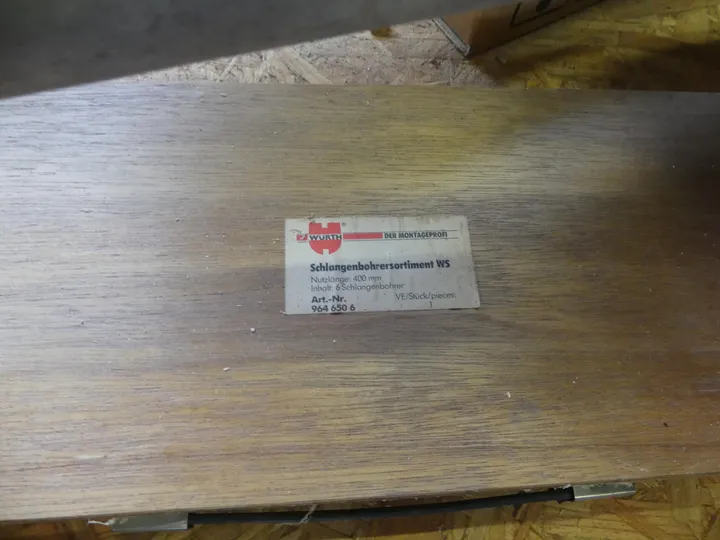 WÜRTH
®
DER MONTAGEPROFI
Schlangenbohrersortiment WS
Nutzlänge: 400 mm
Inhalt: 6 Schlangenbohrer
Art.-Nr. VE/Stück/pieces:
964 650 6 1